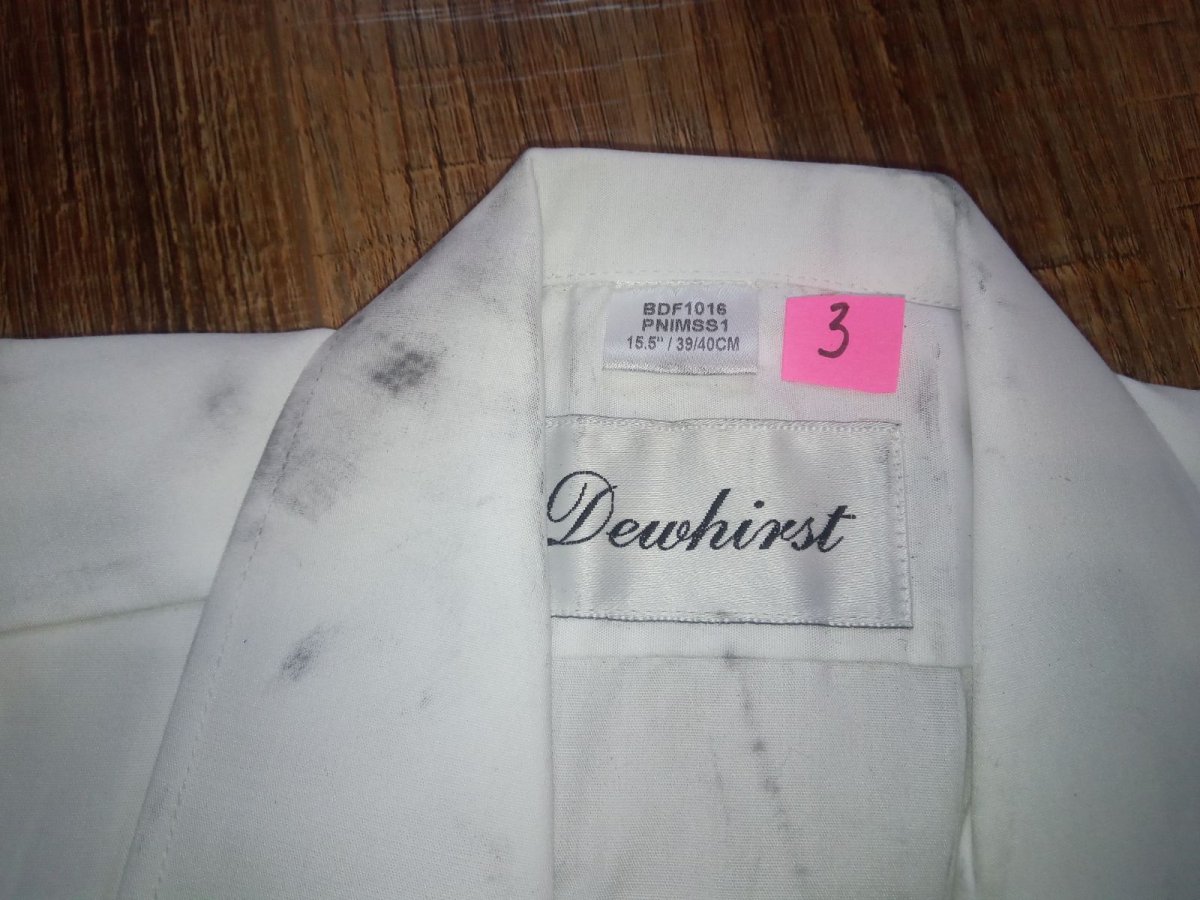 BDF1016
PNIMSS1
15.5" / 39/40CM
3
Dewhirst